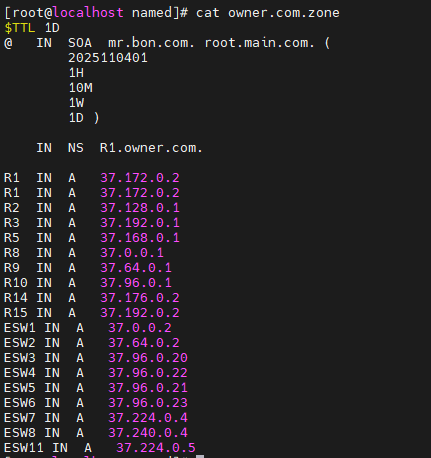 [root@localhost named]# cat owner.com.zone
$TTL 1D
@   IN  SOA  mr.bon.com. root.main.com. (
        2025110401
        1H
        10M
        1W
        1D )

    IN  NS  R1.owner.com.

R1  IN  A   37.172.0.2
R1  IN  A   37.172.0.2
R2  IN  A   37.128.0.1
R3  IN  A   37.192.0.1
R5  IN  A   37.168.0.1
R8  IN  A   37.0.0.1
R9  IN  A   37.64.0.1
R10 IN  A   37.96.0.1
R14 IN  A   37.176.0.2
R15 IN  A   37.192.0.2
ESW1 IN  A   37.0.0.2
ESW2 IN  A   37.64.0.2
ESW3 IN  A   37.96.0.20
ESW4 IN  A   37.96.0.22
ESW5 IN  A   37.96.0.21
ESW6 IN  A   37.96.0.23
ESW7 IN  A   37.224.0.4
ESW8 IN  A   37.240.0.4
ESW11 IN  A   37.224.0.5